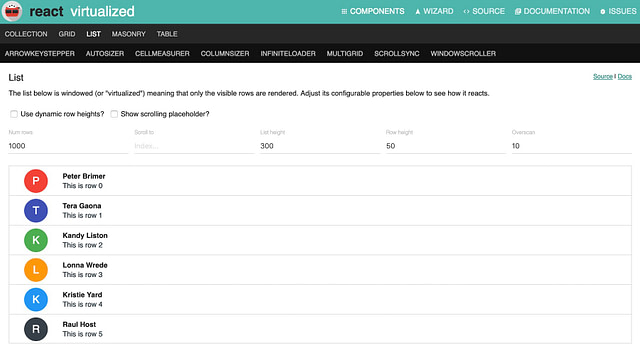 react virtualized
COMPONENTS WIZARD SOURCE DOCUMENTATION ISSUES
COLLECTION GRID LIST MASONRY TABLE
ARROWKEYSTEPPER AUTOSIZER CELLMEASURER COLUMNSIZER INFINITELOADER MULTIGRID SCROLLSYNC WINDOWSCROLLER
List
Source | Docs
The list below is windowed (or "virtualized") meaning that only the visible rows are rendered. Adjust its configurable properties below to see how it reacts.
Use dynamic row heights? Show scrolling placeholder?
Num rows Scroll to List height Row height Overscan
1000 Index... 300 50 10
P
Peter Brimer
This is row 0
T
Tera Gaona
This is row 1
K
Kandy Liston
This is row 2
L
Lonna Wrede
This is row 3
K
Kristie Yard
This is row 4
R
Raul Host
This is row 5